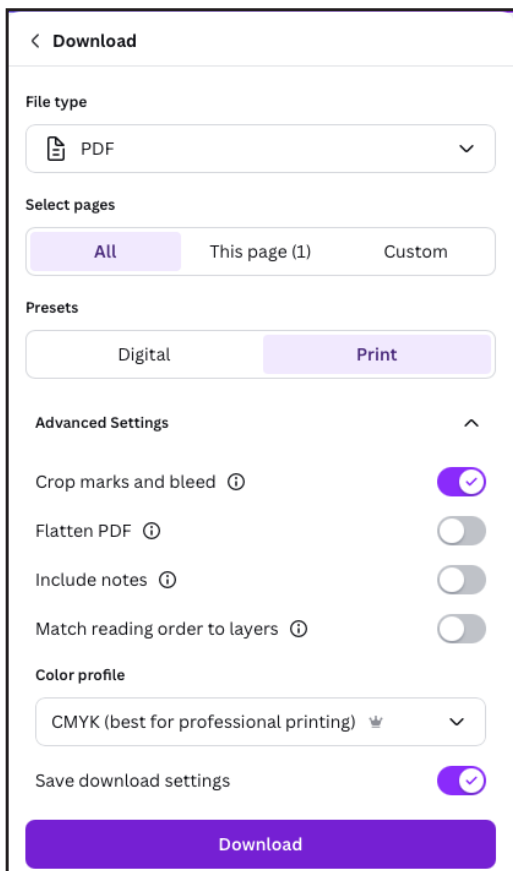 Download
File type
PDF
Select pages
All This page (1) Custom
Presets
Digital Print
Advanced Settings
Crop marks and bleed
Flatten PDF
Include notes
Match reading order to layers
Color profile
CMYK (best for professional printing)
Save download settings
Download